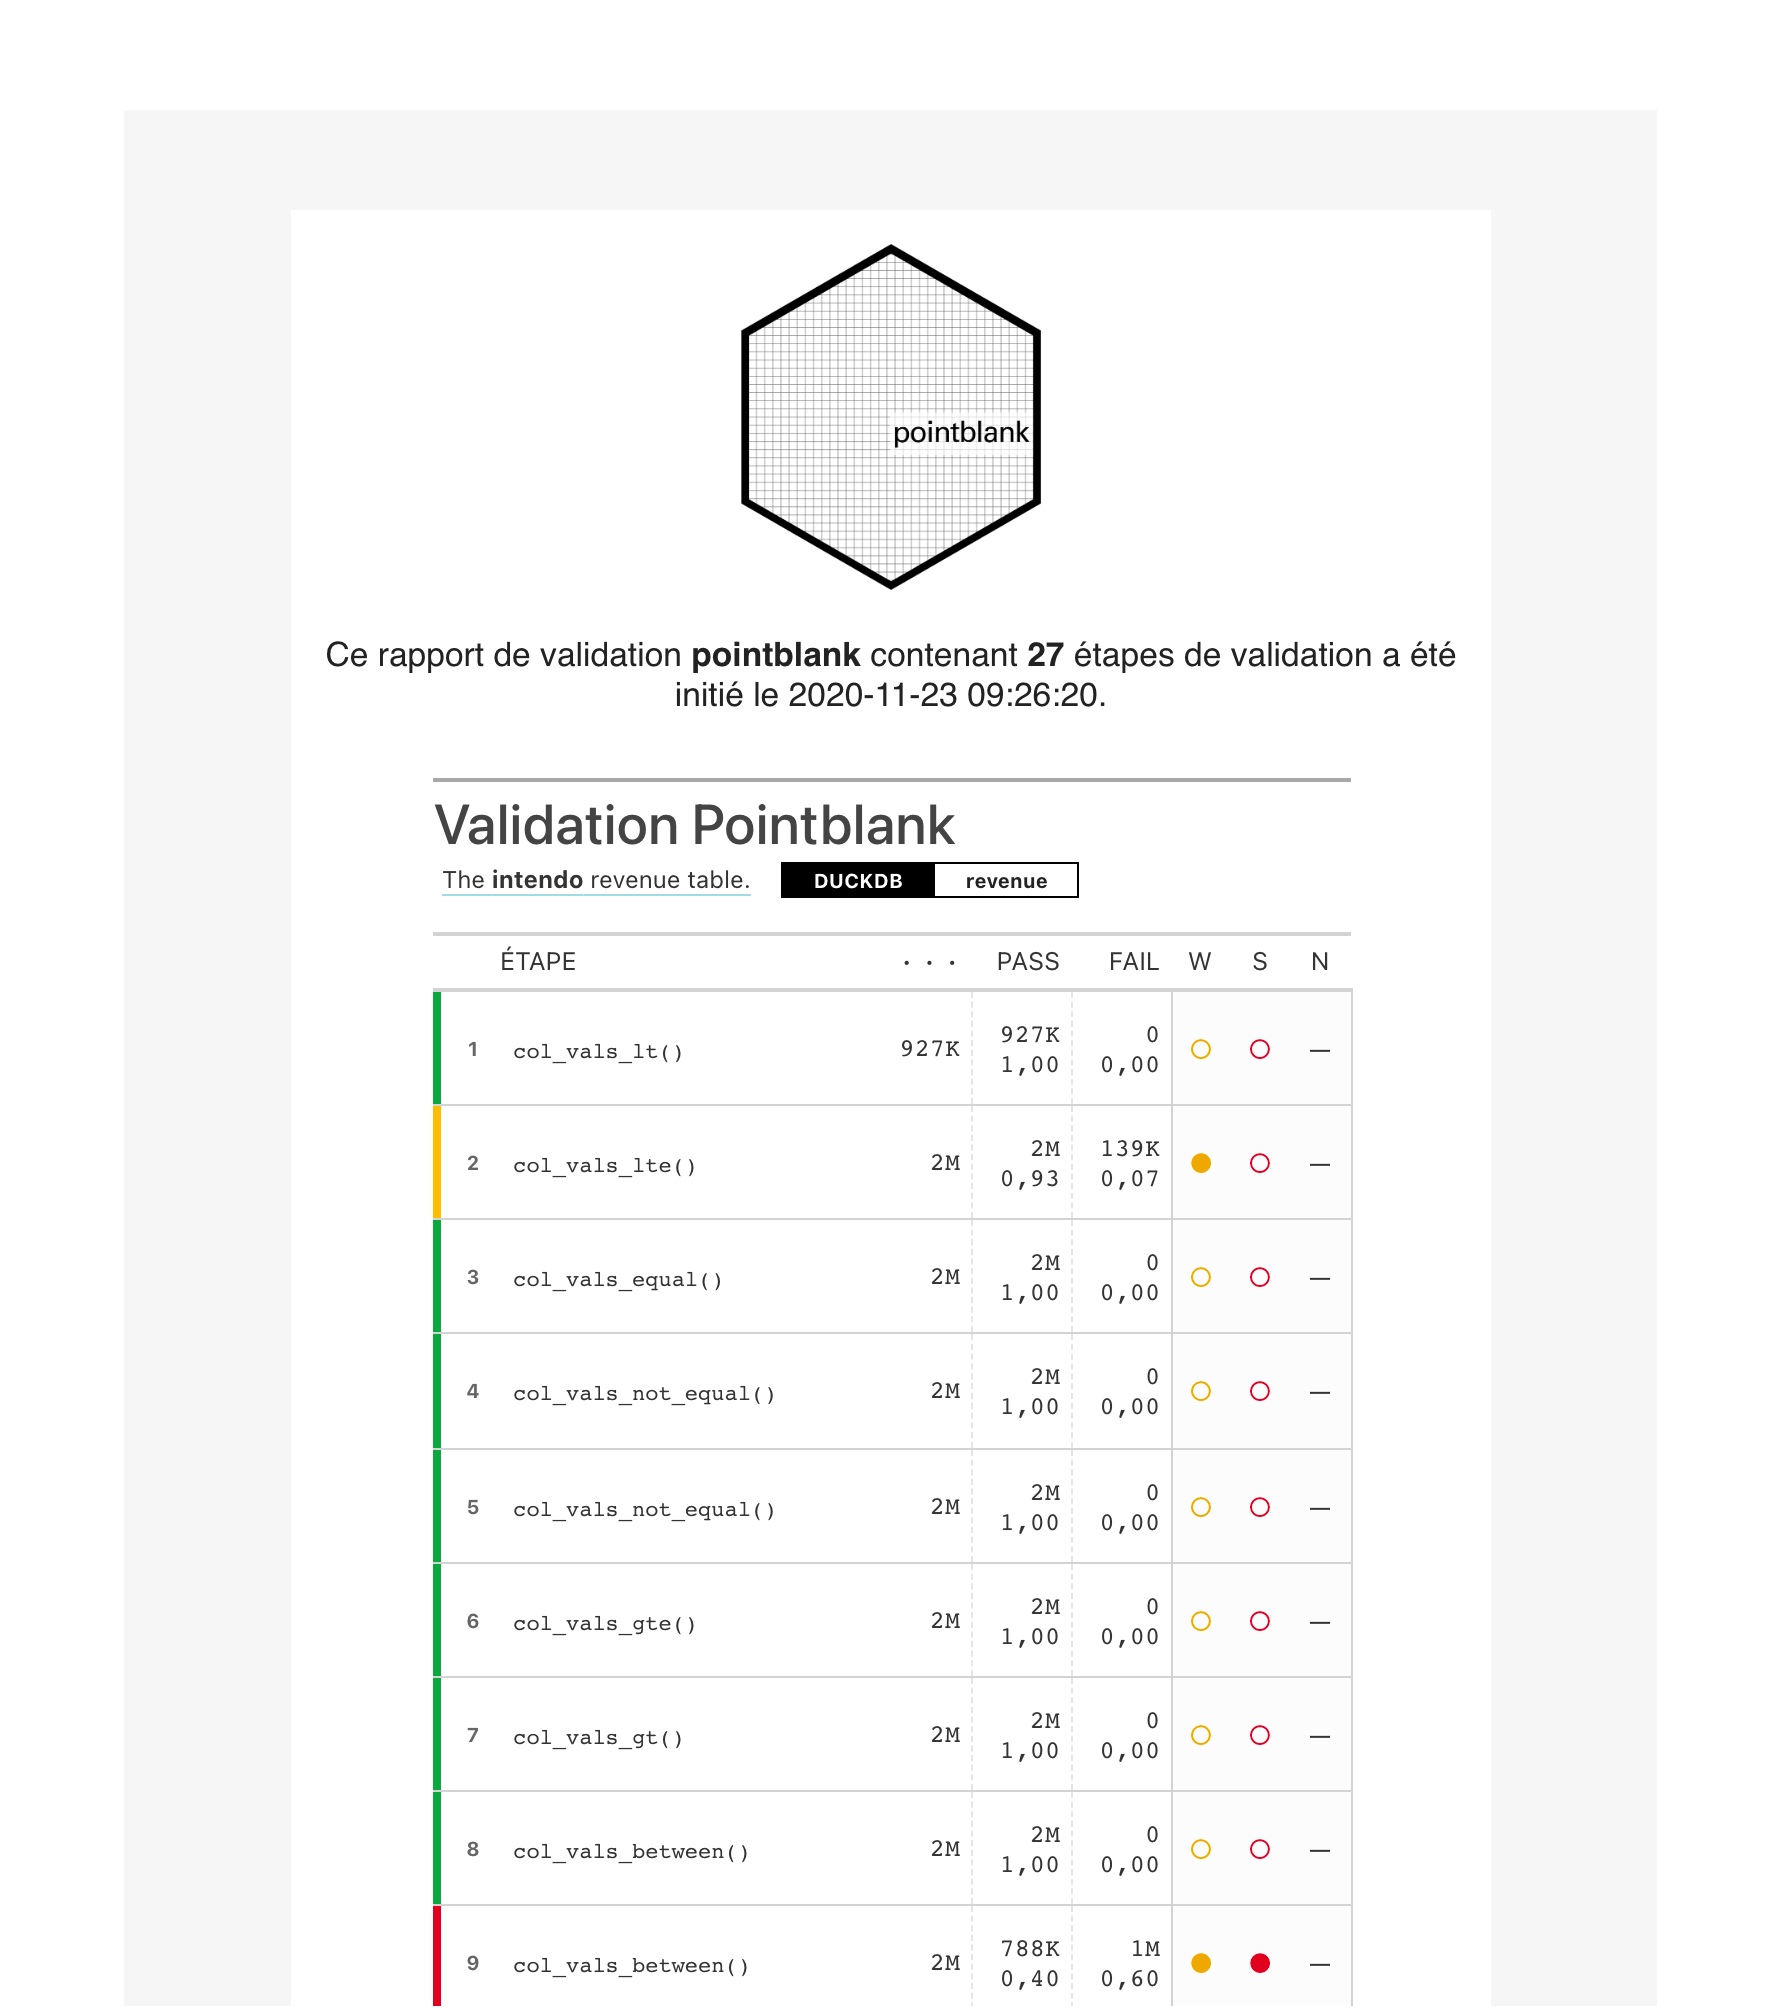 pointblank
Ce rapport de validation pointblank contenant 27 étapes de validation a été
initié le 2020-11-23 09:26:20.
Validation Pointblank
The intendo revenue table. DUCKDB revenue
ÉTAPE · · · PASS FAIL W S N
1 col_vals_lt() 927K 927K 0 —
1,00 0,00
2 col_vals_lte() 2M 2M 139K —
0,93 0,07
3 col_vals_equal() 2M 2M 0 —
1,00 0,00
4 col_vals_not_equal() 2M 2M 0 —
1,00 0,00
5 col_vals_not_equal() 2M 2M 0 —
1,00 0,00
6 col_vals_gte() 2M 2M 0 —
1,00 0,00
7 col_vals_gt() 2M 2M 0 —
1,00 0,00
8 col_vals_between() 2M 2M 0 —
1,00 0,00
9 col_vals_between() 2M 788K 1M —
0,40 0,60